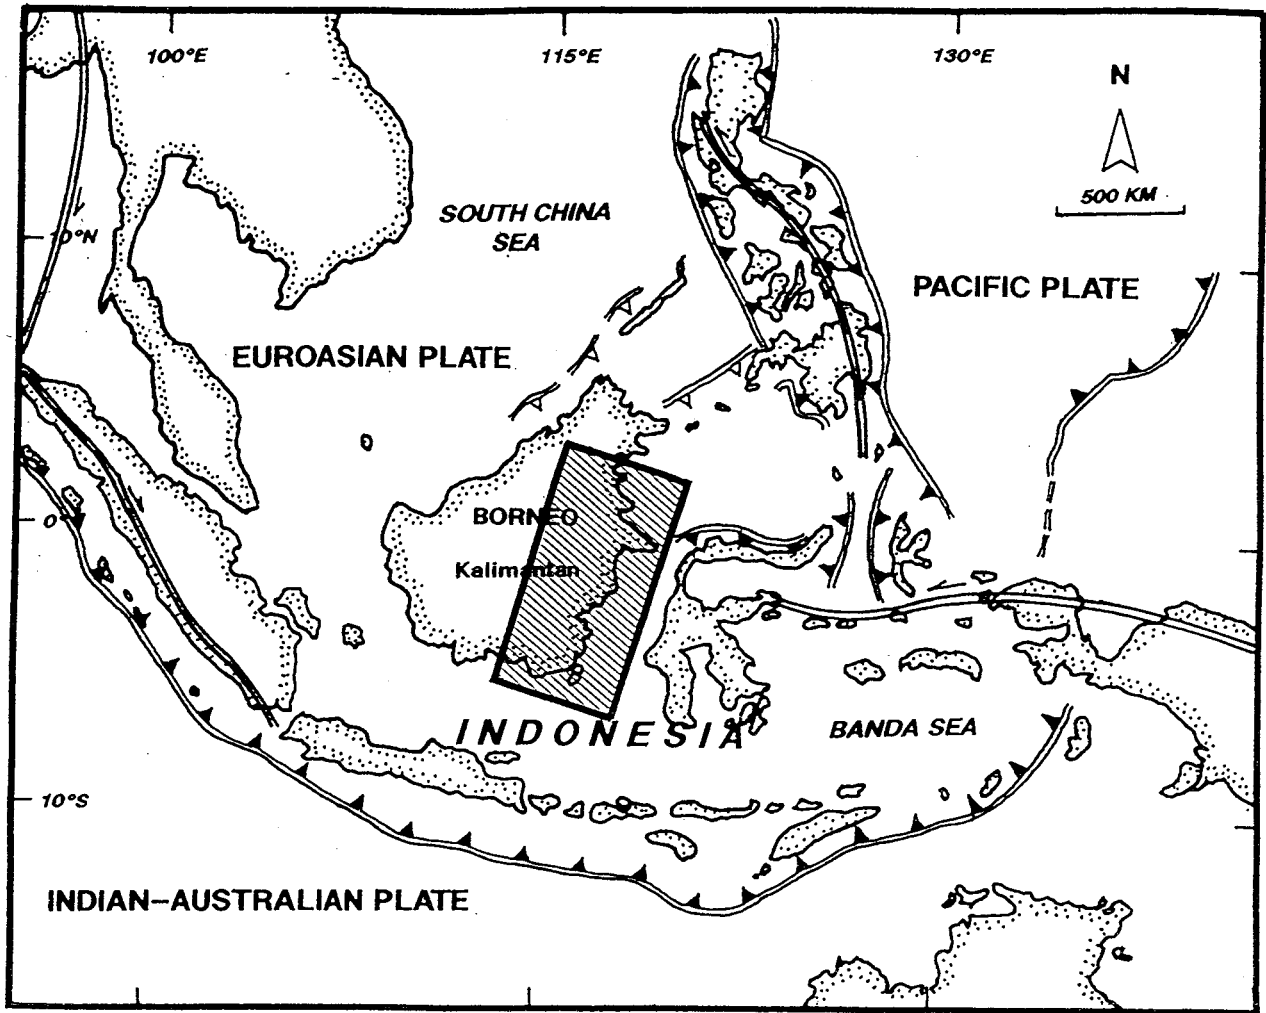 100°E
115°E
130°E
N
500 KM
SOUTH CHINA
SEA
10°N
PACIFIC PLATE
EUROASIAN PLATE
BORNEO
0°
Kalimantan
INDONESIA
BANDA SEA
10°S
INDIAN-AUSTRALIAN PLATE